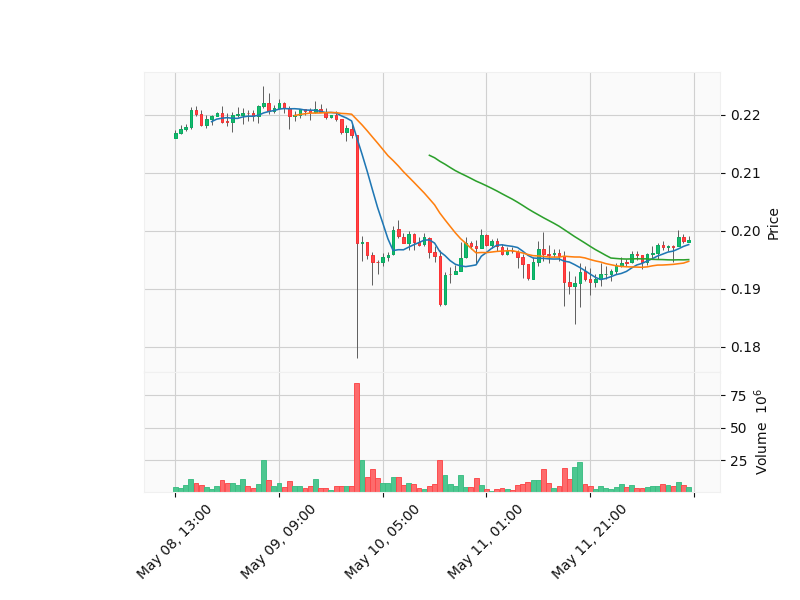 0.22
0.21
0.20
0.19
0.18
Price
75
50
25
Volume 10^6
May 08, 13:00
May 09, 09:00
May 10, 05:00
May 11, 01:00
May 11, 21:00